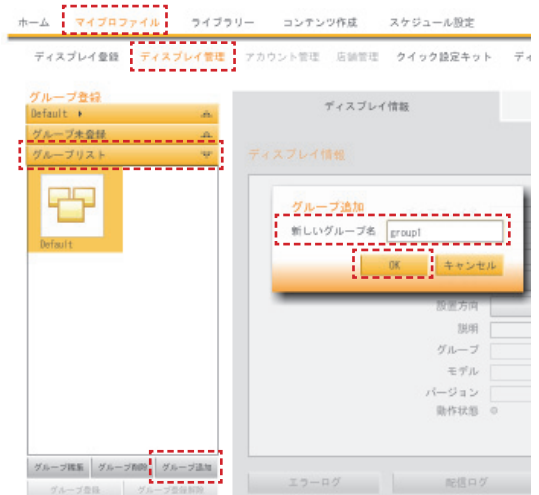 ホーム マイプロファイル ライブラリー コンテンツ作成 スケジュール設定
ディスプレイ登録 ディスプレイ管理 アカウント管理 店舗管理 クイック設定キット ディ
グループ登録
Default
グループ未登録
グループリスト
Default
グループ編集 グループ削除 グループ追加
グループ登録 グループ登録解除
ディスプレイ情報
ディスプレイ情報
グループ追加
新しいグループ名 group1
OK キャンセル
設置方向
説明
グループ
モデル
バージョン
動作状態
エラーログ 配信ログ